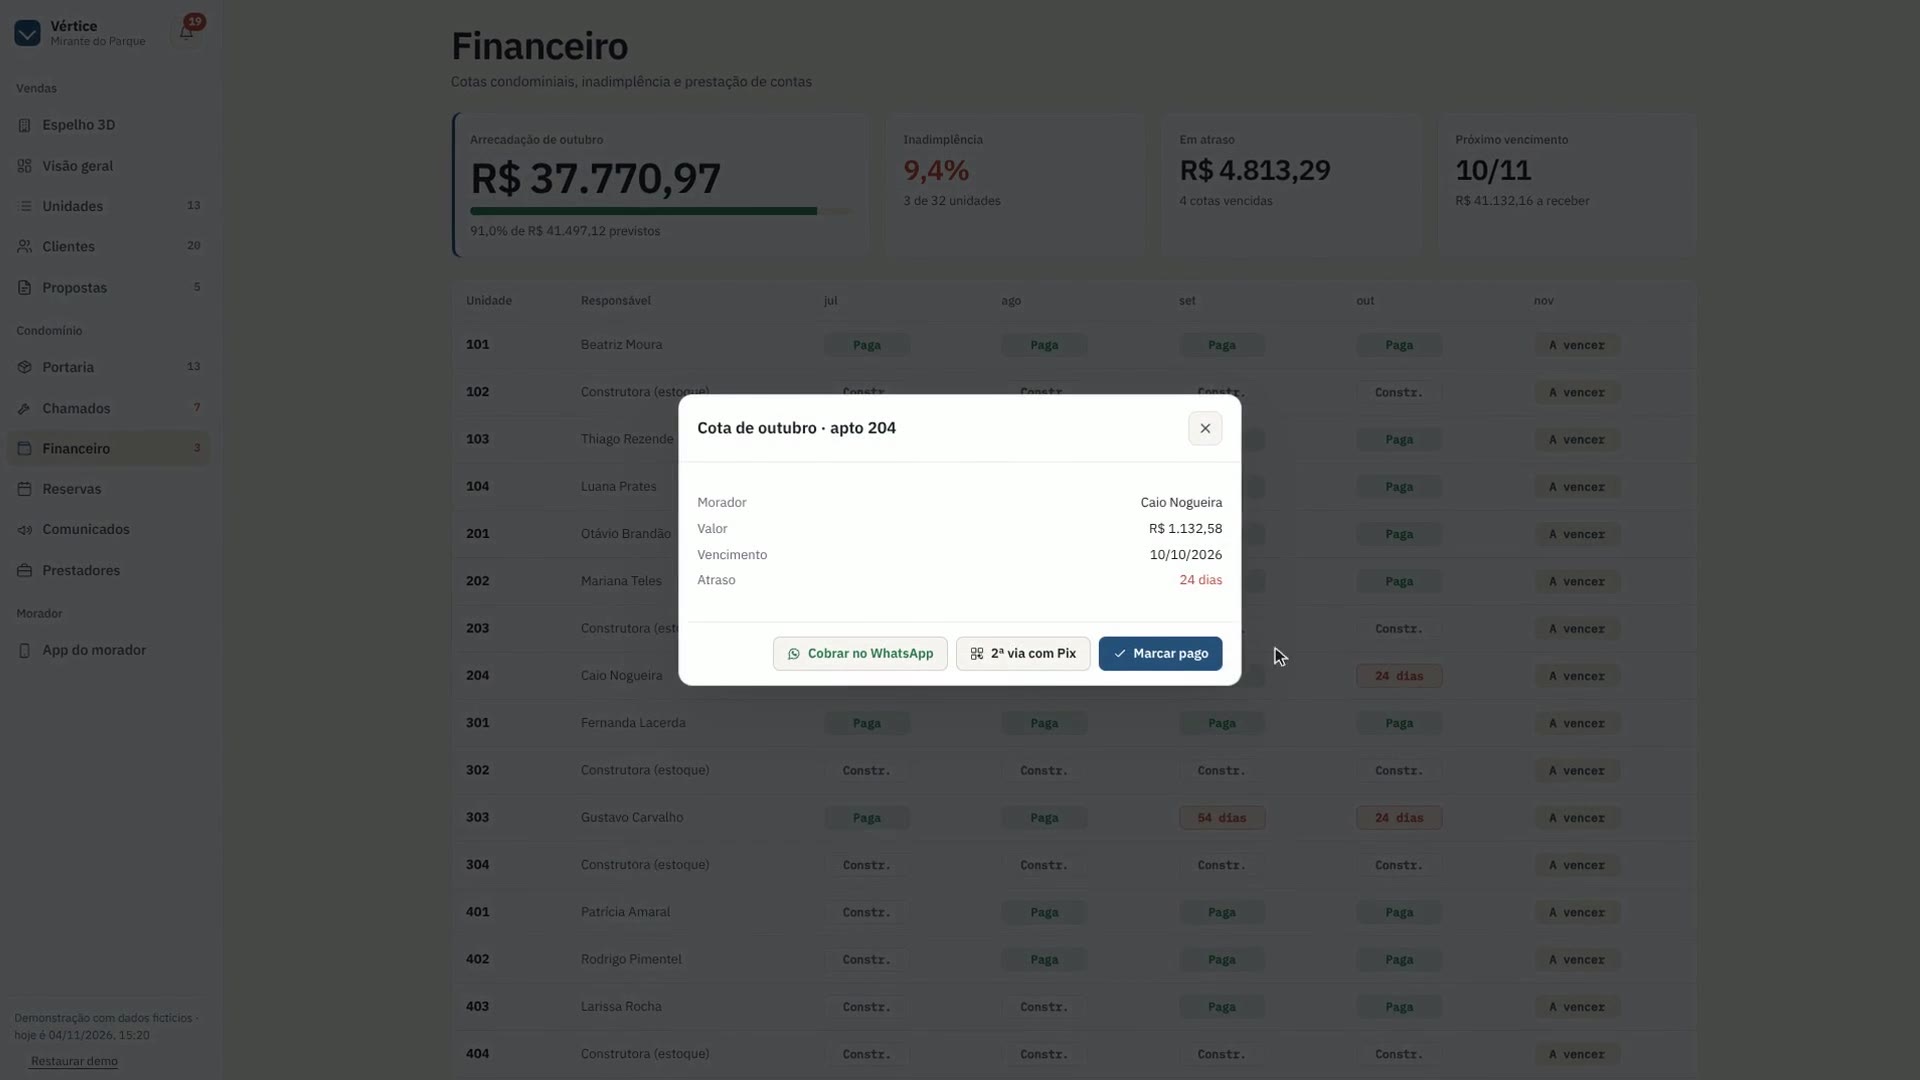 Vértice
Mirante do Parque
19
Vendas
Espelho 3D
Visão geral
Unidades 13
Clientes 20
Propostas 5
Condomínio
Portaria 13
Chamados 7
Financeiro 3
Reservas
Comunicados
Prestadores
Morador
App do morador
Demonstração com dados fictícios ·
hoje é 04/11/2026, 15:20
Restaurar demo
Financeiro
Cotas condominiais, inadimplência e prestação de contas
Arrecadação de outubro
R$ 37.770,97
91,0% de R$ 41.497,12 previstos
Inadimplência
9,4%
3 de 32 unidades
Em atraso
R$ 4.813,29
4 cotas vencidas
Próximo vencimento
10/11
R$ 41.132,16 a receber
Unidade Responsável jul ago set out nov
101 Beatriz Moura Paga Paga Paga Paga A vencer
102 Construtora (estoque) Constr. Constr. Constr. Constr. A vencer
103 Thiago Rezende Paga A vencer
104 Luana Prates Paga A vencer
201 Otávio Brandão Paga A vencer
202 Mariana Teles Paga A vencer
203 Construtora (est Constr. A vencer
204 Caio Nogueira 24 dias A vencer
301 Fernanda Lacerda Paga Paga Paga Paga A vencer
302 Construtora (estoque) Constr. Constr. Constr. Constr. A vencer
303 Gustavo Carvalho Paga Paga 54 dias 24 dias A vencer
304 Construtora (estoque) Constr. Constr. Constr. Constr. A vencer
401 Patrícia Amaral Constr. Paga Paga Paga A vencer
402 Rodrigo Pimentel Constr. Paga Paga Paga A vencer
403 Larissa Rocha Constr. Constr. Paga Paga A vencer
404 Construtora (estoque) Constr. Constr. Constr. Constr. A vencer
Cota de outubro · apto 204
Morador Caio Nogueira
Valor R$ 1.132,58
Vencimento 10/10/2026
Atraso 24 dias
Cobrar no WhatsApp 2ª via com Pix Marcar pago